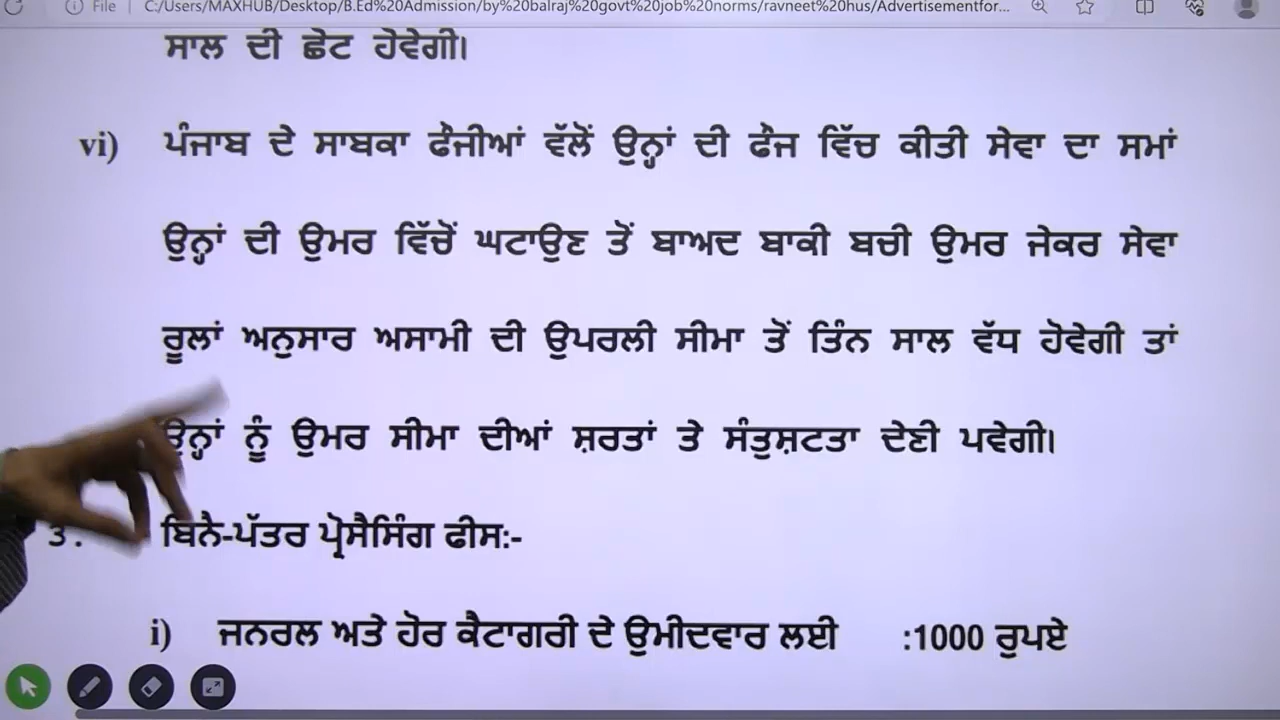 File | C:/Users/MAXHUB/Desktop/B.Ed%20Admission/by%20balraj%20govt%20job%20norms/ravneet%20hus/Advertisementfor...
ਸਾਲ ਦੀ ਛੋਟ ਹੋਵੇਗੀ।
vi) ਪੰਜਾਬ ਦੇ ਸਾਬਕਾ ਫੌਜੀਆਂ ਵੱਲੋਂ ਉਨ੍ਹਾਂ ਦੀ ਫੌਜ ਵਿੱਚ ਕੀਤੀ ਸੇਵਾ ਦਾ ਸਮਾਂ
ਉਨ੍ਹਾਂ ਦੀ ਉਮਰ ਵਿੱਚੋਂ ਘਟਾਉਣ ਤੋਂ ਬਾਅਦ ਬਾਕੀ ਬਚੀ ਉਮਰ ਜੇਕਰ ਸੇਵਾ
ਰੂਲਾਂ ਅਨੁਸਾਰ ਅਸਾਮੀ ਦੀ ਉਪਰਲੀ ਸੀਮਾ ਤੋਂ ਤਿੰਨ ਸਾਲ ਵੱਧ ਹੋਵੇਗੀ ਤਾਂ
ਉਨ੍ਹਾਂ ਨੂੰ ਉਮਰ ਸੀਮਾ ਦੀਆਂ ਸ਼ਰਤਾਂ ਤੇ ਸੰਤੁਸ਼ਟਤਾ ਦੇਣੀ ਪਵੇਗੀ।
3. ਬਿਨੈ-ਪੱਤਰ ਪ੍ਰੋਸੈਸਿੰਗ ਫੀਸ:-
i) ਜਨਰਲ ਅਤੇ ਹੋਰ ਕੈਟਾਗਰੀ ਦੇ ਉਮੀਦਵਾਰ ਲਈ :1000 ਰੁਪਏ